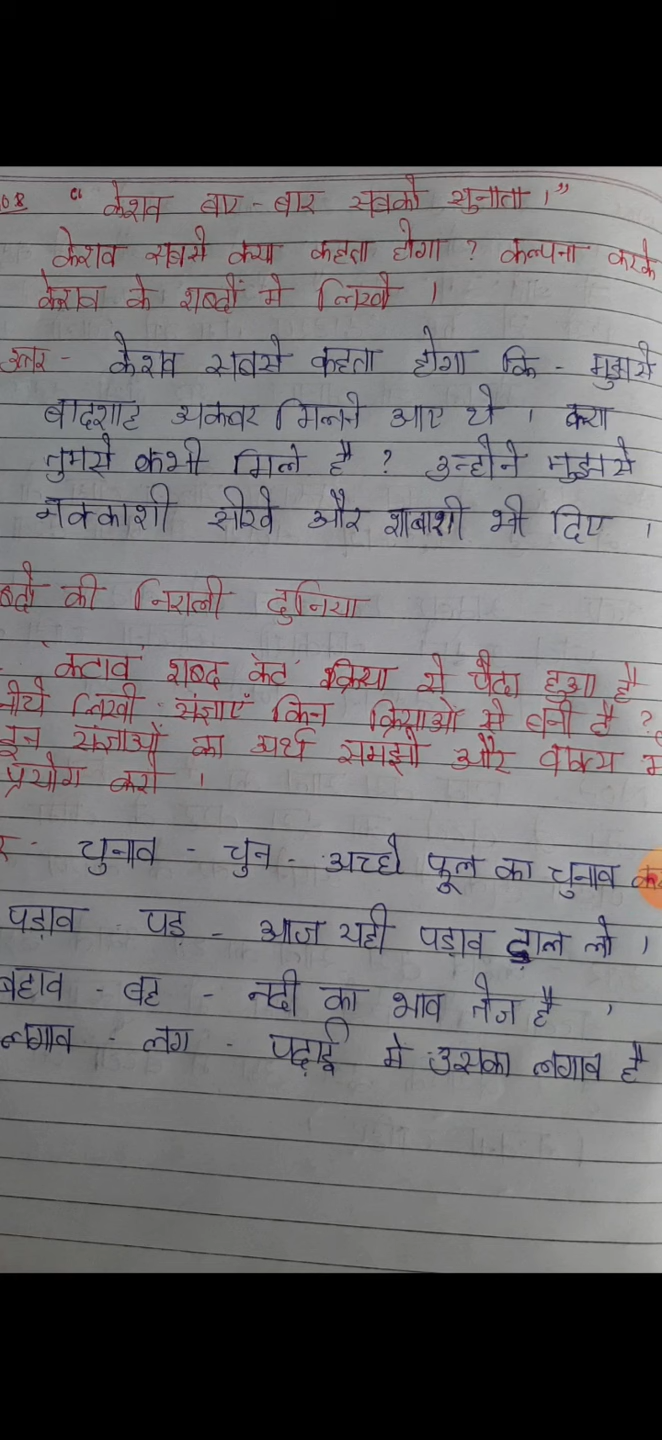 08 " केशव बार-बार सबको सुनाता ।"
केशव सबसे क्या कहता होगा ? कल्पना करके
केशव के शब्दों मे लिखो ।
उत्तर - केशव सबसे कहता होगा कि - मुझसे
बादशाह अकबर मिलने आए थे । क्या
तुमसे कभी मिले है ? उन्होने मुझसे
नक्काशी सीखे और शाबाशी भी दिए ।
ब्दो की निराली दुनिया
'कटाव' शब्द 'कट' क्रिया से पैदा हुआ है
नीचे लिखी संज्ञाएँ किन क्रियाओं से बनी है ?
इन संज्ञाओं का अर्थ समझो और वाक्य म
प्रयोग करो ।
र - चुनाव - चुन - अच्छे फूल का चुनाव क
पड़ाव - पड़ - आज यही पड़ाव डाल लो ।
बहाव - बह - नदी का भाव तेज है ,
लगाव - लग - पढ़ाई मे उसका लगाव है